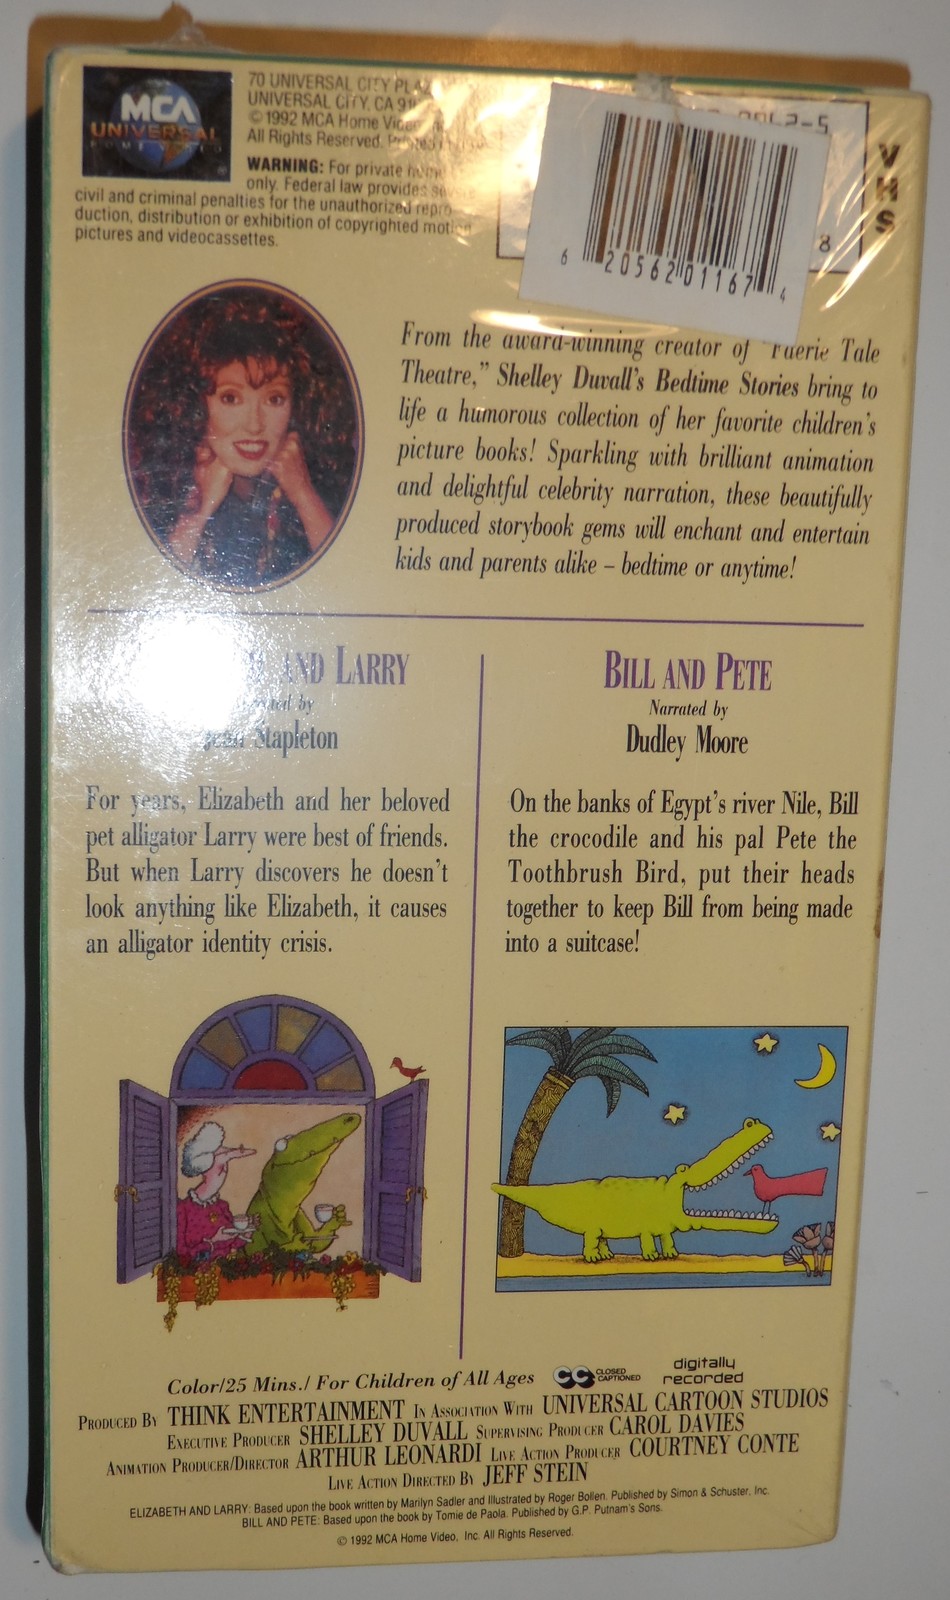 MCA
UNIVERSAL
HOME VIDEO
70 UNIVERSAL CITY
UNIVERSAL CITY, CA
© 1992 MCA Home Video,
All Rights Reserved.
WARNING: For private home
only. Federal law provides severe
civil and criminal penalties for the unauthorized repro-
duction, distribution or exhibition of copyrighted motion
pictures and videocassettes.
2-5
8
VHS
6 20562 01167 4
From the award-winning creator of "Faerie Tale
Theatre," Shelley Duvall's Bedtime Stories bring to
life a humorous collection of her favorite children's
picture books! Sparkling with brilliant animation
and delightful celebrity narration, these beautifully
produced storybook gems will enchant and entertain
kids and parents alike – bedtime or anytime!
AND LARRY
by
Jean Stapleton
For years, Elizabeth and her beloved
pet alligator Larry were best of friends.
But when Larry discovers he doesn't
look anything like Elizabeth, it causes
an alligator identity crisis.
BILL AND PETE
Narrated by
Dudley Moore
On the banks of Egypt's river Nile, Bill
the crocodile and his pal Pete the
Toothbrush Bird, put their heads
together to keep Bill from being made
into a suitcase!
Color/25 Mins./ For Children of All Ages
CC CLOSED CAPTIONED
digitally
recorded
PRODUCED BY THINK ENTERTAINMENT IN ASSOCIATION WITH UNIVERSAL CARTOON STUDIOS
EXECUTIVE PRODUCER SHELLEY DUVALL SUPERVISING PRODUCER CAROL DAVIES
ANIMATION PRODUCER/DIRECTOR ARTHUR LEONARDI LIVE ACTION PRODUCER COURTNEY CONTE
LIVE ACTION DIRECTED BY JEFF STEIN
ELIZABETH AND LARRY: Based upon the book written by Marilyn Sadler and Illustrated by Roger Bollen. Published by Simon & Schuster, Inc.
BILL AND PETE: Based upon the book by Tomie de Paola. Published by G.P. Putnam's Sons.
© 1992 MCA Home Video, Inc. All Rights Reserved.